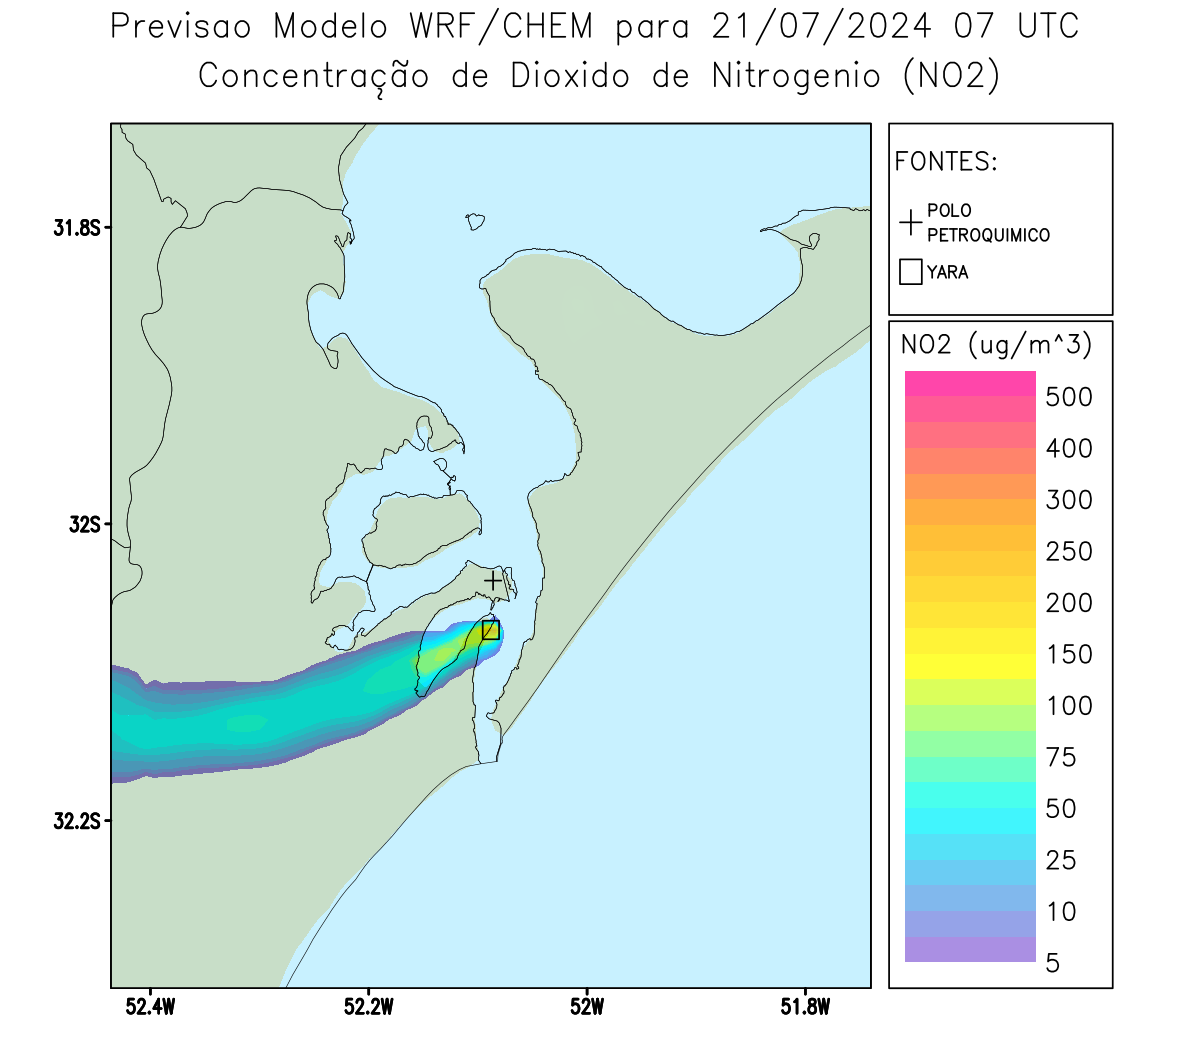 Previsao Modelo WRF/CHEM para 21/07/2024 07 UTC
Concentração de Dioxido de Nitrogenio (NO2)
FONTES:
POLO
PETROQUIMICO
YARA
NO2 (ug/m^3)
500
400
300
250
200
150
100
75
50
25
10
5
31.8S
32S
32.2S
52.4W
52.2W
52W
51.8W